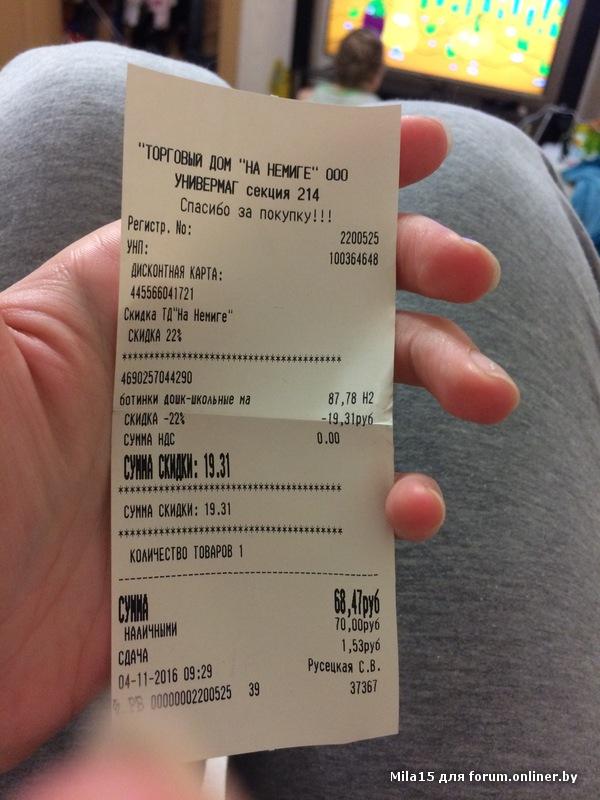 "ТОРГОВЫЙ ДОМ "НА НЕМИГЕ" ООО
УНИВЕРМАГ секция 214
Спасибо за покупку!!!
Регистр. No: 2200525
УНП: 100364648
ДИСКОНТНАЯ КАРТА:
445566041721
Скидка ТД"На Немиге"
СКИДКА 22%
****************************************
4690257044290
ботинки дошк-школьные ма 87,78 Н2
СКИДКА -22% -19,31руб
СУММА НДС 0.00
СУММА СКИДКИ: 19.31
****************************************
СУММА СКИДКИ: 19.31
****************************************
КОЛИЧЕСТВО ТОВАРОВ 1
----------------------------------------
СУММА 68,47руб
НАЛИЧНЫМИ 70,00руб
СДАЧА 1,53руб
04-11-2016 09:29 Русецкая С.В.
РБ 00000002200525 39 37367
Mila15 для forum.onliner.by